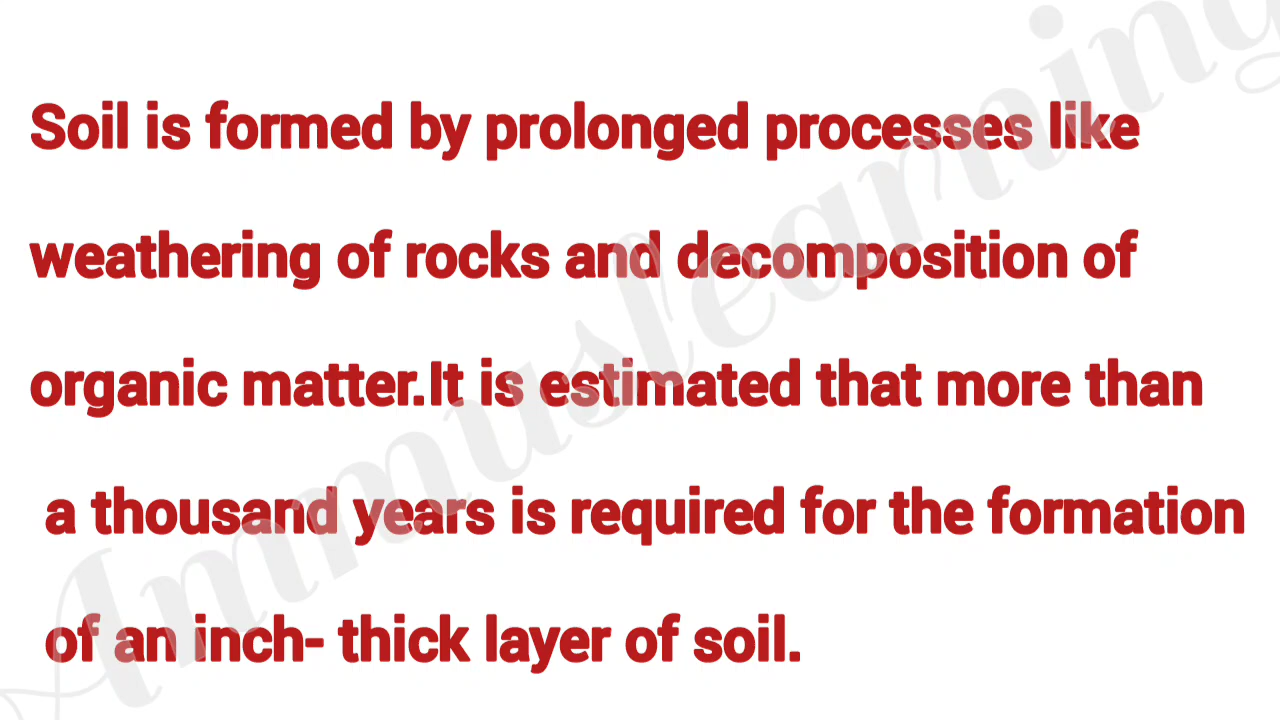 Soil is formed by prolonged processes like
weathering of rocks and decomposition of
organic matter.It is estimated that more than
a thousand years is required for the formation
of an inch- thick layer of soil.
Ammuslearning